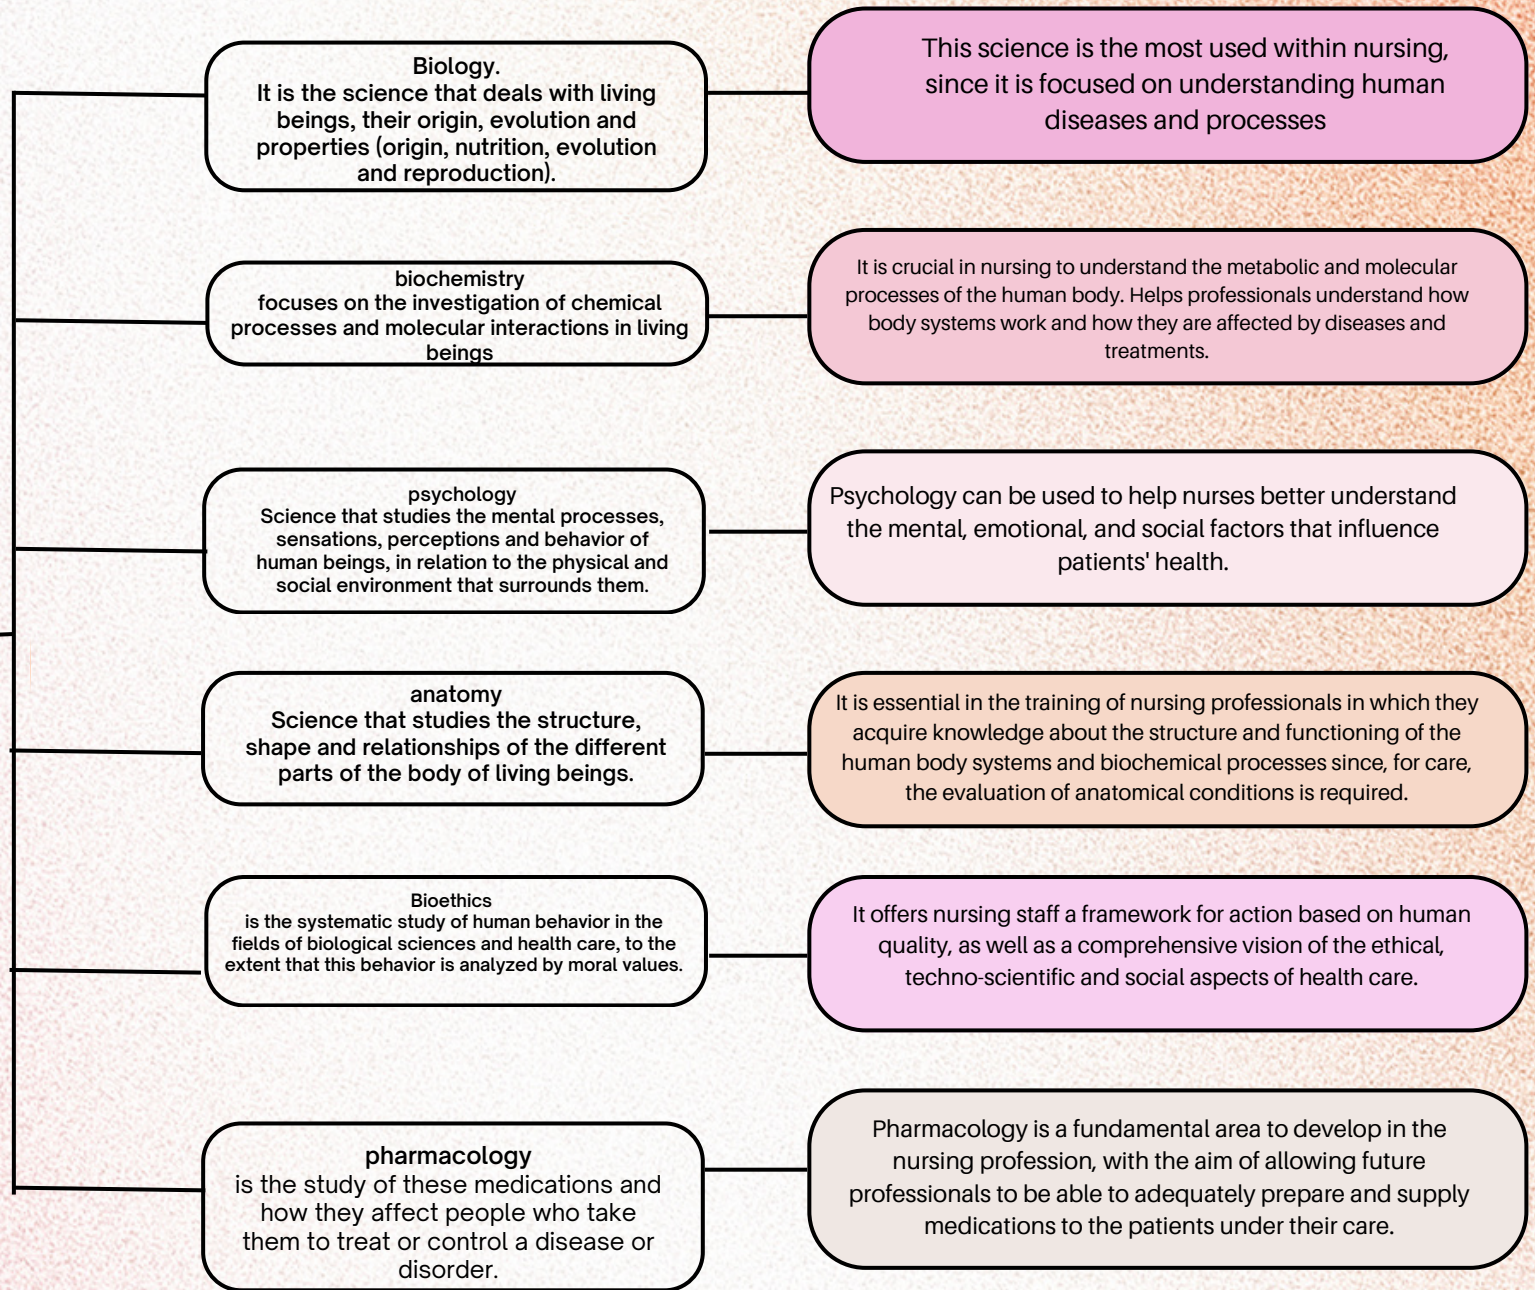 Biology.
It is the science that deals with living
beings, their origin, evolution and
properties (origin, nutrition, evolution
and reproduction).
This science is the most used within nursing,
since it is focused on understanding human
diseases and processes
biochemistry
focuses on the investigation of chemical
processes and molecular interactions in living
beings
It is crucial in nursing to understand the metabolic and molecular
processes of the human body. Helps professionals understand how
body systems work and how they are affected by diseases and
treatments.
psychology
Science that studies the mental processes,
sensations, perceptions and behavior of
human beings, in relation to the physical and
social environment that surrounds them.
Psychology can be used to help nurses better understand
the mental, emotional, and social factors that influence
patients' health.
anatomy
Science that studies the structure,
shape and relationships of the different
parts of the body of living beings.
It is essential in the training of nursing professionals in which they
acquire knowledge about the structure and functioning of the
human body systems and biochemical processes since, for care,
the evaluation of anatomical conditions is required.
Bioethics
is the systematic study of human behavior in the
fields of biological sciences and health care, to the
extent that this behavior is analyzed by moral values.
It offers nursing staff a framework for action based on human
quality, as well as a comprehensive vision of the ethical,
techno-scientific and social aspects of health care.
pharmacology
is the study of these medications and
how they affect people who take
them to treat or control a disease or
disorder.
Pharmacology is a fundamental area to develop in the
nursing profession, with the aim of allowing future
professionals to be able to adequately prepare and supply
medications to the patients under their care.